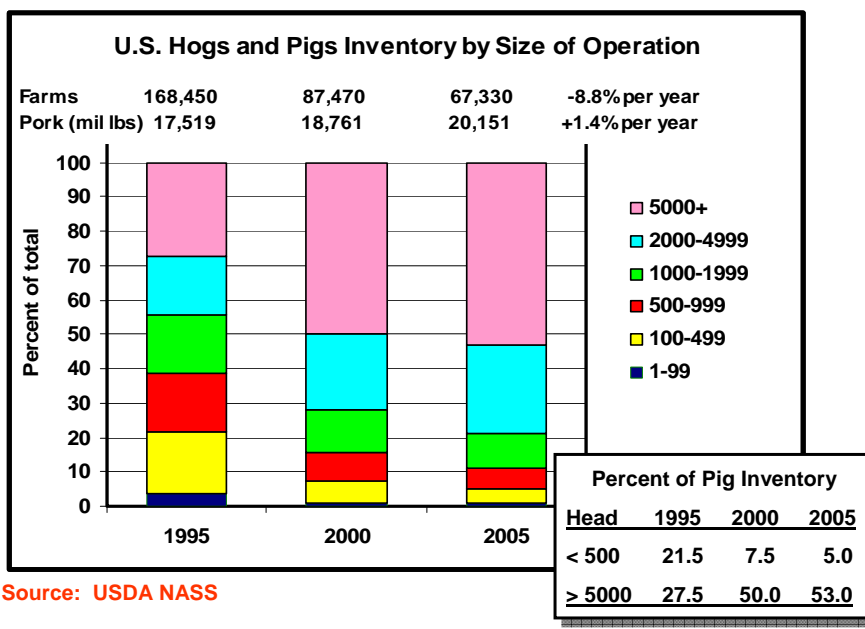 U.S. Hogs and Pigs Inventory by Size of Operation
Farms 168,450 87,470 67,330 -8.8% per year
Pork (mil lbs) 17,519 18,761 20,151 +1.4% per year
Percent of total
100
90
80
70
60
50
40
30
20
10
0
1995 2000 2005
5000+
2000-4999
1000-1999
500-999
100-499
1-99
Percent of Pig Inventory
Head 1995 2000 2005
< 500 21.5 7.5 5.0
> 5000 27.5 50.0 53.0
Source: USDA NASS